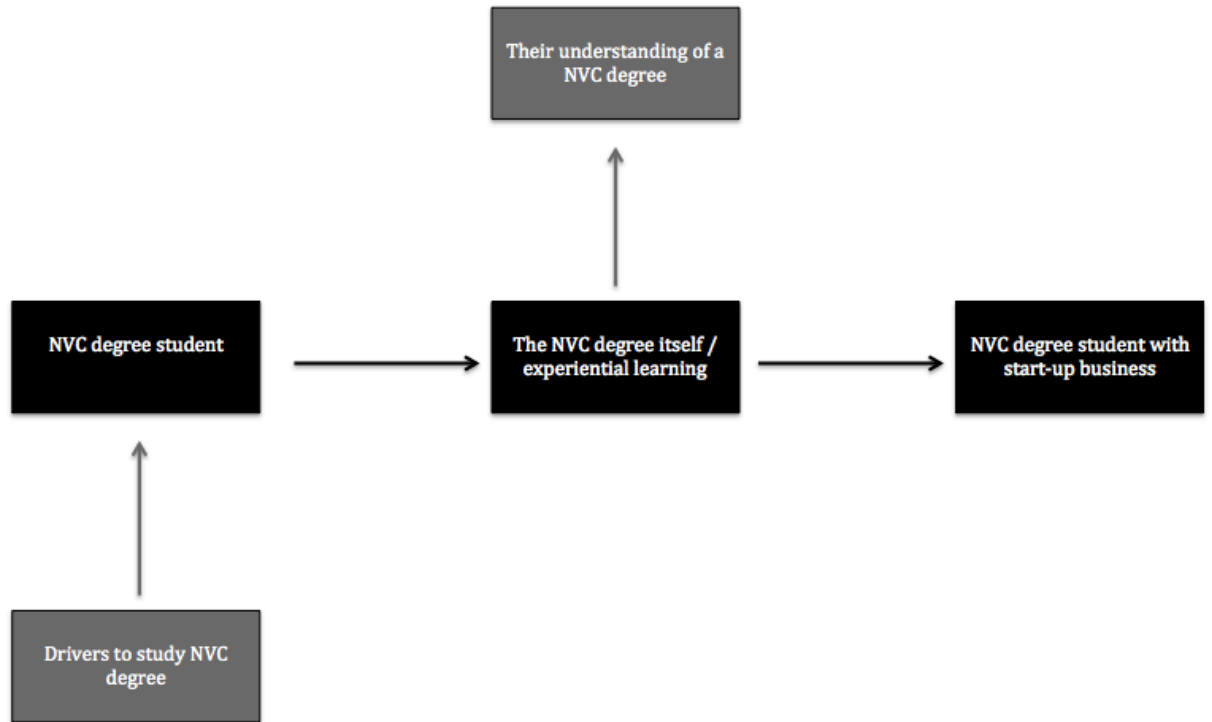 Their understanding of a
NVC degree
NVC degree student
The NVC degree itself /
experiential learning
NVC degree student with
start-up business
Drivers to study NVC
degree